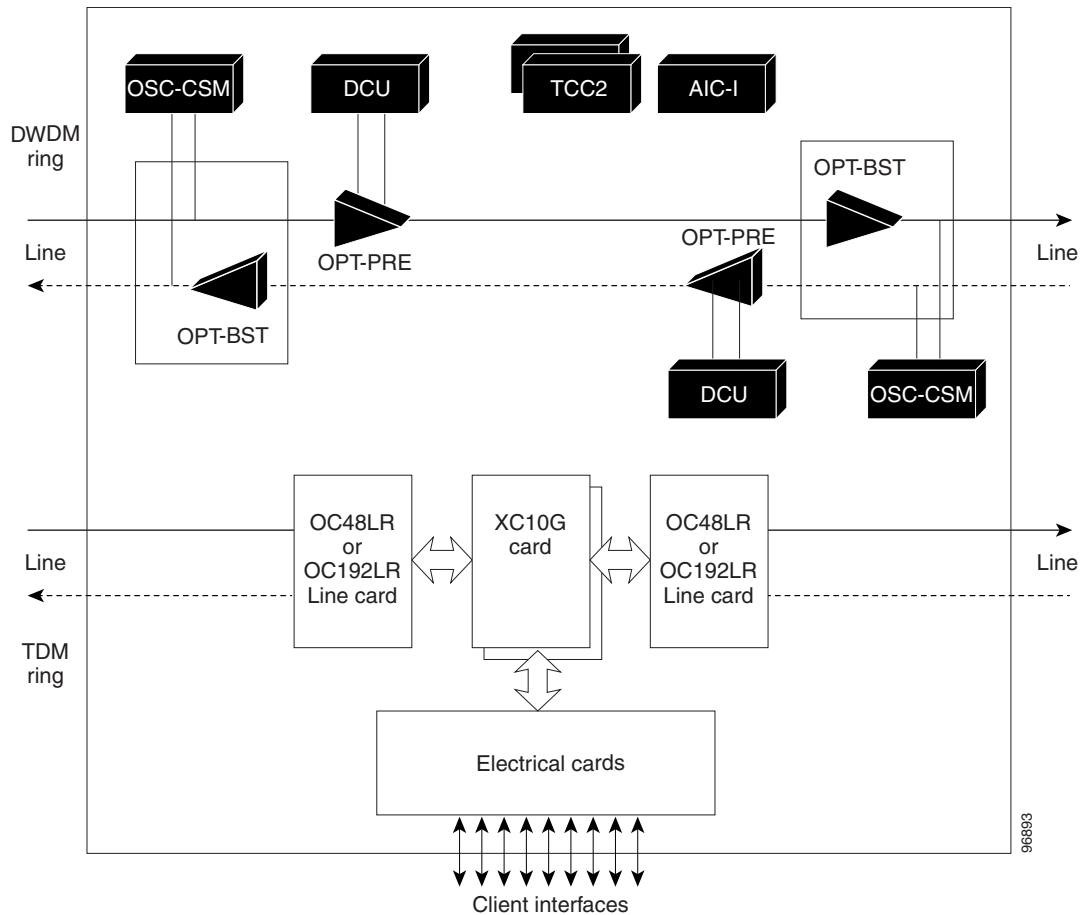 OSC-CSM
DCU
TCC2
AIC-I
DWDM
ring
OPT-BST
Line
OPT-PRE
OPT-PRE
Line
OPT-BST
DCU
OSC-CSM
OC48LR
or
OC192LR
Line card
XC10G
card
OC48LR
or
OC192LR
Line card
Line
Line
TDM
ring
Electrical cards
96893
Client interfaces